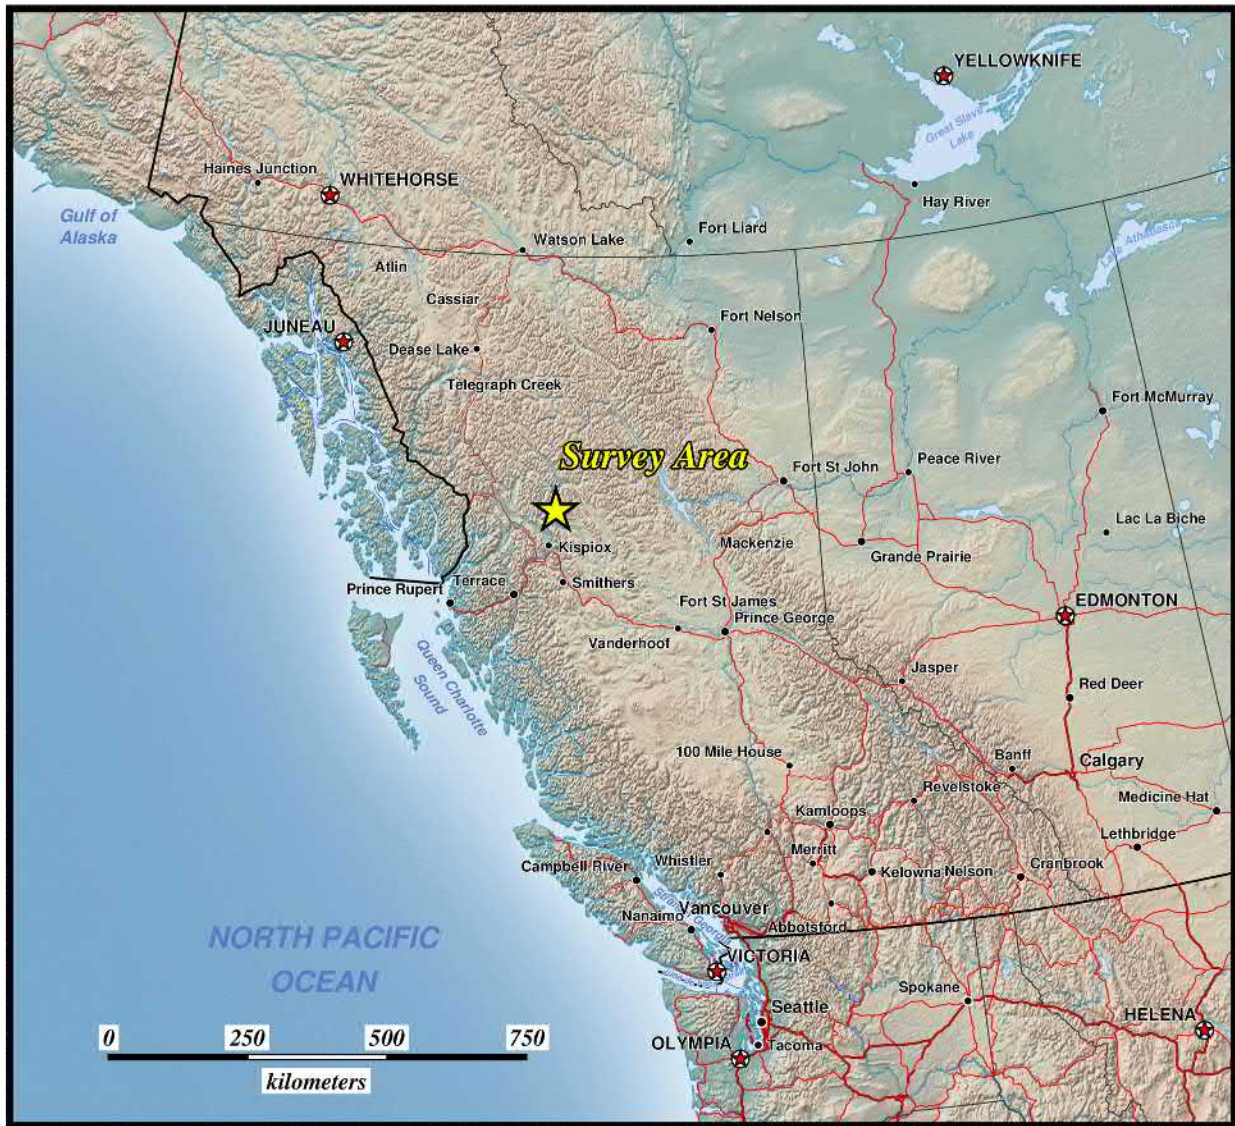 YELLOWKNIFE
Great Slave
Lake
Haines Junction
WHITEHORSE
Hay River
Gulf of
Alaska
Fort Liard
Watson Lake
Lake Athabasca
Atlin
Cassiar
JUNEAU
Fort Nelson
Dease Lake
Telegraph Creek
Fort McMurray
Survey Area
Fort St John
Peace River
Lac La Biche
Kispiox
Mackenzie
Grande Prairie
Prince Rupert
Terrace
Smithers
Fort St James
EDMONTON
Prince George
Vanderhoof
Queen Charlotte
Sound
Jasper
Red Deer
100 Mile House
Banff
Calgary
Revelstoke
Medicine Hat
Kamloops
Lethbridge
Merritt
Campbell River
Whistler
Cranbrook
Kelowna
Nelson
Nanaimo
Vancouver
Abbotsford
NORTH PACIFIC
OCEAN
VICTORIA
Spokane
Seattle
HELENA
OLYMPIA
Tacoma
0 250 500 750
kilometers